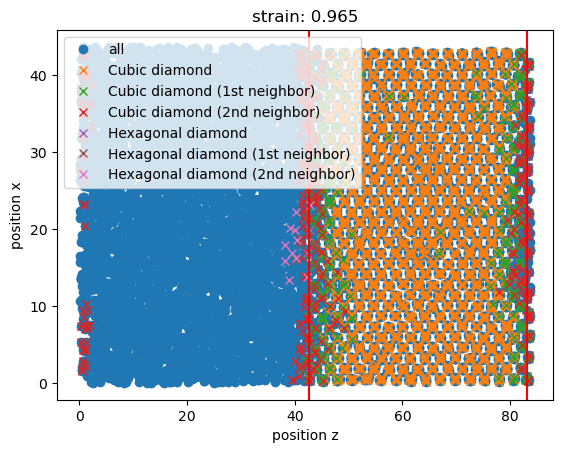 strain: 0.965
all
Cubic diamond
Cubic diamond (1st neighbor)
Cubic diamond (2nd neighbor)
Hexagonal diamond
Hexagonal diamond (1st neighbor)
Hexagonal diamond (2nd neighbor)
40
30
20
10
0
position x
0 20 40 60 80
position z